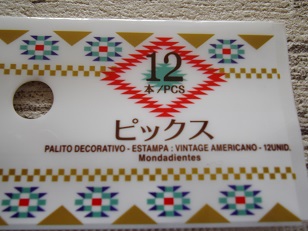 12
本/PCS
ピックス
PALITO DECORATIVO - ESTAMPA : VINTAGE AMERICANO - 12UNID.
Mondadientes